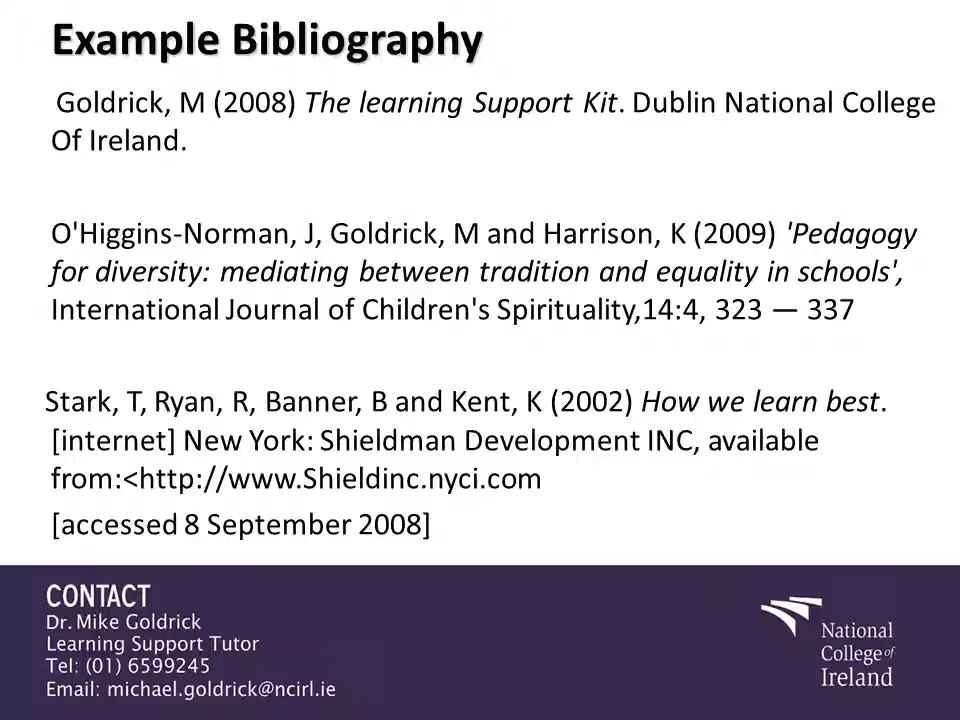 Example Bibliography
Goldrick, M (2008) The learning Support Kit. Dublin National College
Of Ireland.
O'Higgins-Norman, J, Goldrick, M and Harrison, K (2009) 'Pedagogy
for diversity: mediating between tradition and equality in schools',
International Journal of Children's Spirituality,14:4, 323 — 337
Stark, T, Ryan, R, Banner, B and Kent, K (2002) How we learn best.
[internet] New York: Shieldman Development INC, available
from:<http://www.Shieldinc.nyci.com
[accessed 8 September 2008]
CONTACT
Dr. Mike Goldrick
Learning Support Tutor
Tel: (01) 6599245
Email: michael.goldrick@ncirl.ie
National
College of
Ireland